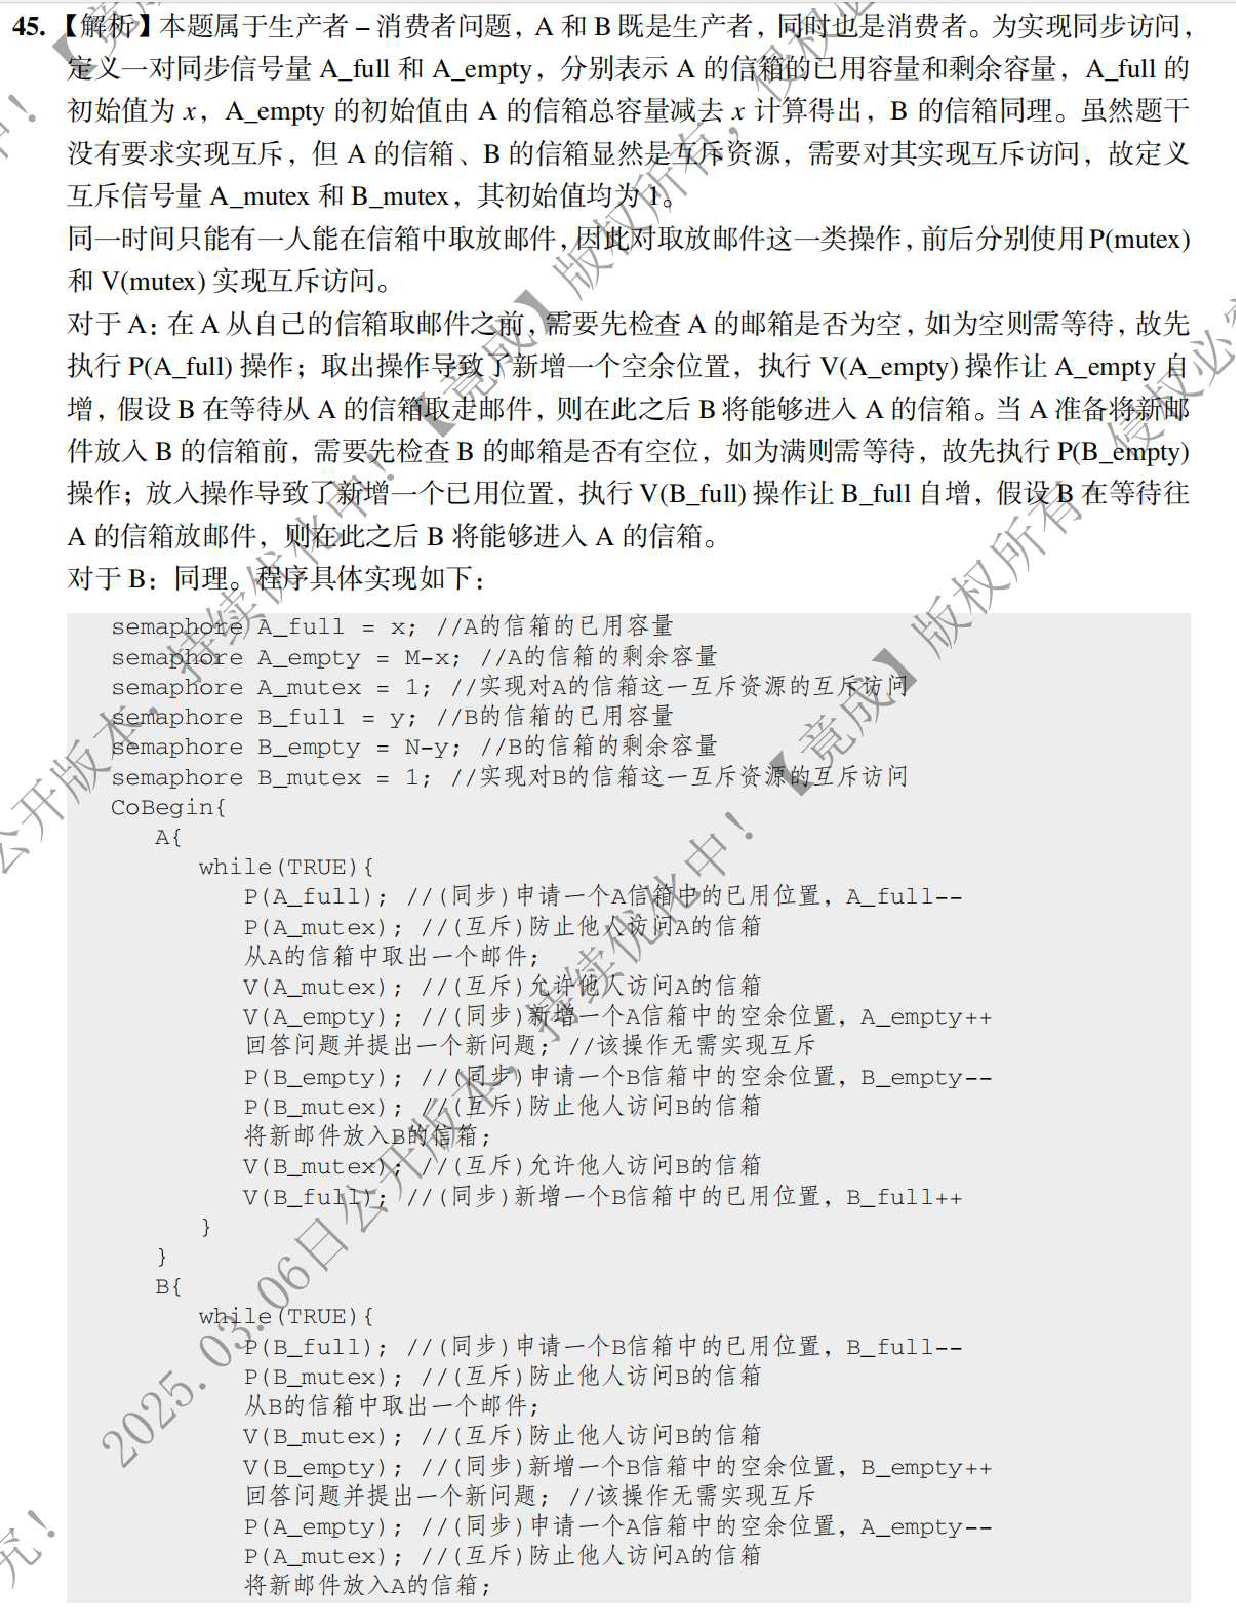 45. 【解析】本题属于生产者 – 消费者问题，A 和 B 既是生产者，同时也是消费者。为实现同步访问，
定义一对同步信号量 A_full 和 A_empty，分别表示 A 的信箱的已用容量和剩余容量，A_full 的
初始值为 x，A_empty 的初始值由 A 的信箱总容量减去 x 计算得出，B 的信箱同理。虽然题干
没有要求实现互斥，但 A 的信箱、B 的信箱显然是互斥资源，需要对其实现互斥访问，故定义
互斥信号量 A_mutex 和 B_mutex，其初始值均为 1。
同一时间只能有一人能在信箱中取放邮件，因此对取放邮件这一类操作，前后分别使用 P(mutex)
和 V(mutex) 实现互斥访问。
对于 A：在 A 从自己的信箱取邮件之前，需要先检查 A 的邮箱是否为空，如为空则需等待，故先
执行 P(A_full) 操作；取出操作导致了新增一个空余位置，执行 V(A_empty) 操作让 A_empty 自
增，假设 B 在等待从 A 的信箱取走邮件，则在此之后 B 将能够进入 A 的信箱。当 A 准备将新邮
件放入 B 的信箱前，需要先检查 B 的邮箱是否有空位，如为满则需等待，故先执行 P(B_empty)
操作；放入操作导致了新增一个已用位置，执行 V(B_full) 操作让 B_full 自增，假设 B 在等待往
A 的信箱放邮件，则在此之后 B 将能够进入 A 的信箱。
对于 B：同理。程序具体实现如下：
semaphore A_full = x; //A的信箱的已用容量
semaphore A_empty = M-x; //A的信箱的剩余容量
semaphore A_mutex = 1; //实现对A的信箱这一互斥资源的互斥访问
semaphore B_full = y; //B的信箱的已用容量
semaphore B_empty = N-y; //B的信箱的剩余容量
semaphore B_mutex = 1; //实现对B的信箱这一互斥资源的互斥访问
CoBegin{
A{
while(TRUE){
P(A_full); //(同步)申请一个A信箱中的已用位置，A_full--
P(A_mutex); //(互斥)防止他人访问A的信箱
从A的信箱中取出一个邮件;
V(A_mutex); //(互斥)允许他人访问A的信箱
V(A_empty); //(同步)新增一个A信箱中的空余位置，A_empty++
回答问题并提出一个新问题; //该操作无需实现互斥
P(B_empty); //(同步)申请一个B信箱中的空余位置，B_empty--
P(B_mutex); //(互斥)防止他人访问B的信箱
将新邮件放入B的信箱;
V(B_mutex); //(互斥)允许他人访问B的信箱
V(B_full); //(同步)新增一个B信箱中的已用位置，B_full++
}
}
B{
while(TRUE){
P(B_full); //(同步)申请一个B信箱中的已用位置，B_full--
P(B_mutex); //(互斥)防止他人访问B的信箱
从B的信箱中取出一个邮件;
V(B_mutex); //(互斥)防止他人访问B的信箱
V(B_empty); //(同步)新增一个B信箱中的空余位置，B_empty++
回答问题并提出一个新问题; //该操作无需实现互斥
P(A_empty); //(同步)申请一个A信箱中的空余位置，A_empty--
P(A_mutex); //(互斥)防止他人访问A的信箱
将新邮件放入A的信箱;
2025.03.06日公开版本，持续优化中！【竟成】版权所有
公开版本，持续优化中！【竟成】版权所有，侵权必
侵权必究
究！
中！【竟